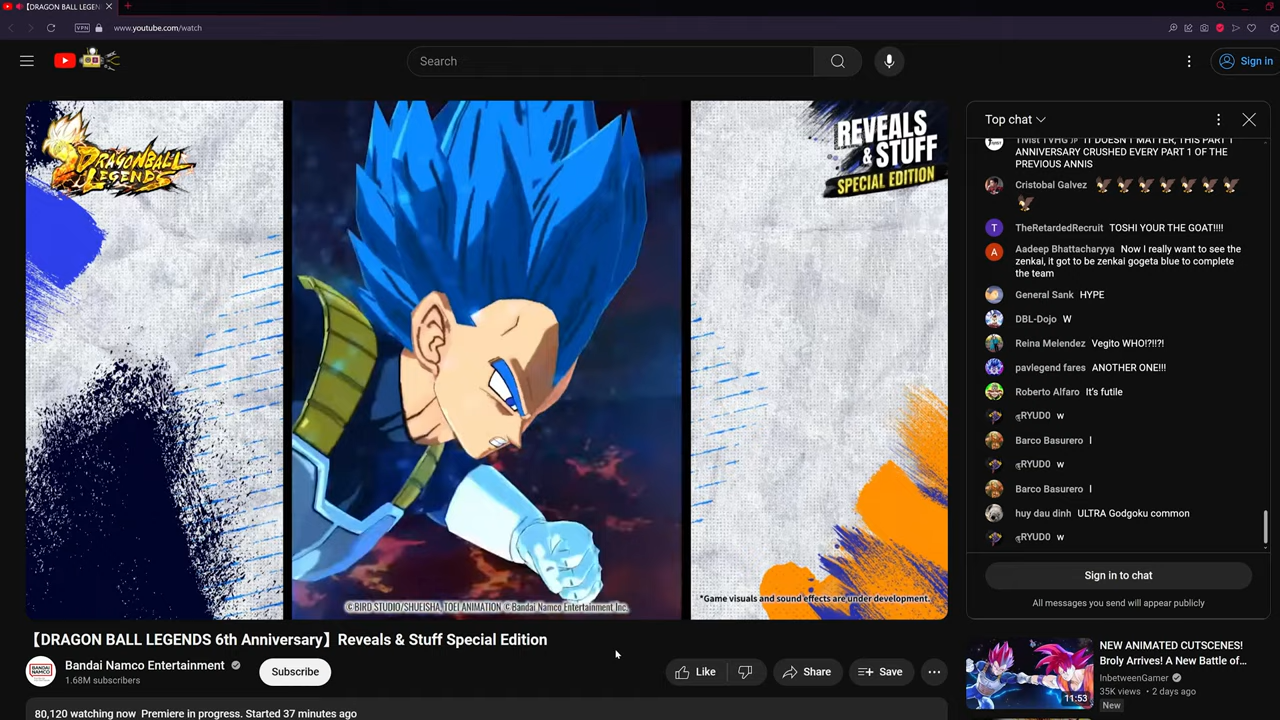 【DRAGON BALL LEGEN
VPN
www.youtube.com/watch
Search
Sign in
DRAGONBALL
LEGENDS
REVEALS
& STUFF
SPECIAL EDITION
© BIRD STUDIO/SHUEISHA, TOEI ANIMATION © Bandai Namco Entertainment Inc.
*Game visuals and sound effects are under development.
Top chat
IT DOESN'T MATTER, THIS PART 1
ANNIVERSARY CRUSHED EVERY PART 1 OF THE
PREVIOUS ANNIS
Cristobal Galvez
T
TheRetardedRecruit TOSHI YOUR THE GOAT!!!!
A
Aadeep Bhattacharyya Now I really want to see the
zenkai, it got to be zenkai gogeta blue to complete
the team
General Sank HYPE
DBL-Dojo W
Reina Melendez Vegito WHO!?!!?!
pavlegend fares ANOTHER ONE!!!
Roberto Alfaro It's futile
RYUD0 w
Barco Basurero l
RYUD0 w
Barco Basurero l
huy dau dinh ULTRA Godgoku common
RYUD0 w
Sign in to chat
All messages you send will appear publicly
【DRAGON BALL LEGENDS 6th Anniversary】Reveals & Stuff Special Edition
BANDAI
NAMCO
Bandai Namco Entertainment
1.68M subscribers
Subscribe
Like
Share
Save
80,120 watching now Premiere in progress. Started 37 minutes ago
NEW ANIMATED CUTSCENES!
Broly Arrives! A New Battle of...
InbetweenGamer
35K views • 2 days ago
New
11:53